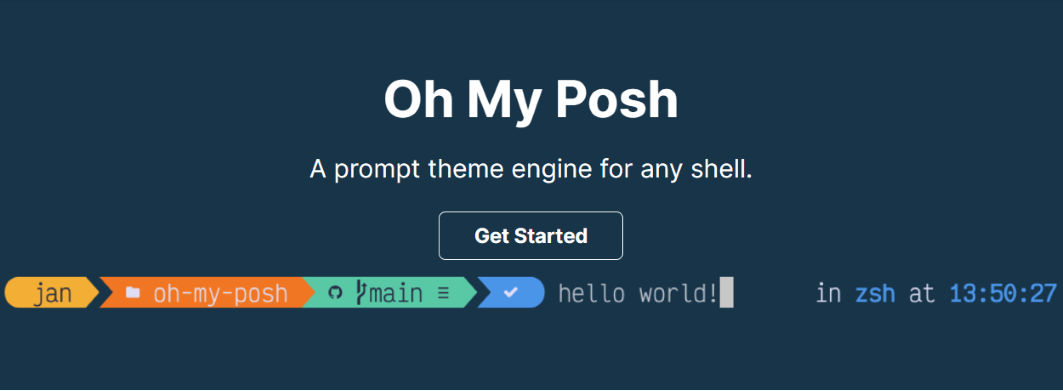 Oh My Posh
A prompt theme engine for any shell.
Get Started
jan oh-my-posh main ≡ hello world! in zsh at 13:50:27